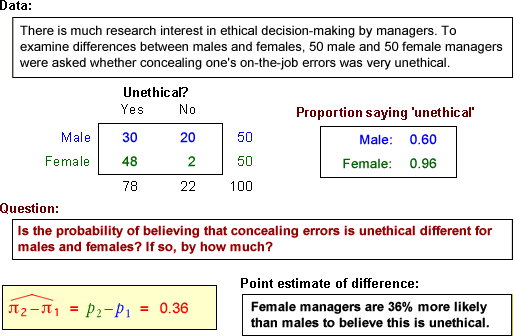 Data:
There is much research interest in ethical decision-making by managers. To
examine differences between males and females, 50 male and 50 female managers
were asked whether concealing one's on-the-job errors was very unethical.
Unethical?
Yes No
Male 30 20 50
Female 48 2 50
78 22 100
Proportion saying 'unethical'
Male: 0.60
Female: 0.96
Question:
Is the probability of believing that concealing errors is unethical different for
males and females? If so, by how much?
π₂ – π₁ = p₂ – p₁ = 0.36
Point estimate of difference:
Female managers are 36% more likely
than males to believe this is unethical.